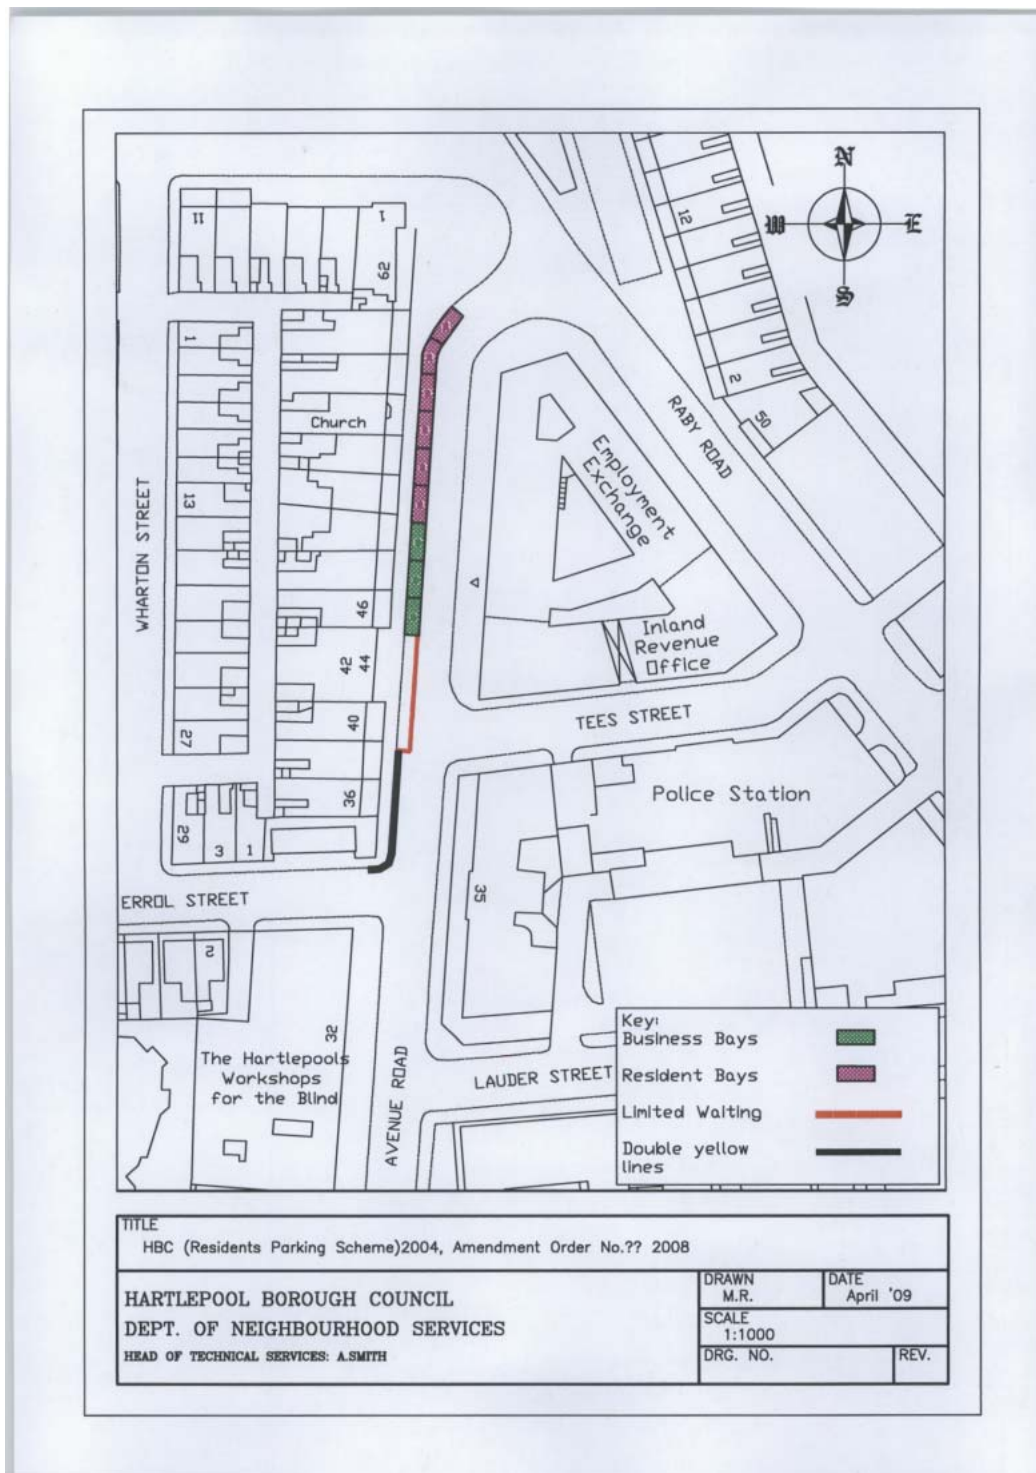 N
W
E
S
11
1
62
12
2
50
RABY ROAD
1
Church
Employment
Exchange
13
WHARTON STREET
46
42
44
Inland
Revenue
Office
40
TEES STREET
27
36
Police Station
29
3
1
35
ERROL STREET
2
32
The Hartlepools
Workshops
for the Blind
AVENUE ROAD
LAUDER STREET
Key:
Business Bays
Resident Bays
Limited Waiting
Double yellow
lines
TITLE
HBC (Residents Parking Scheme)2004, Amendment Order No.?? 2008
HARTLEPOOL BOROUGH COUNCIL
DEPT. OF NEIGHBOURHOOD SERVICES
HEAD OF TECHNICAL SERVICES: A.SMITH
DRAWN
M.R.
DATE
April '09
SCALE
1:1000
DRG. NO.
REV.